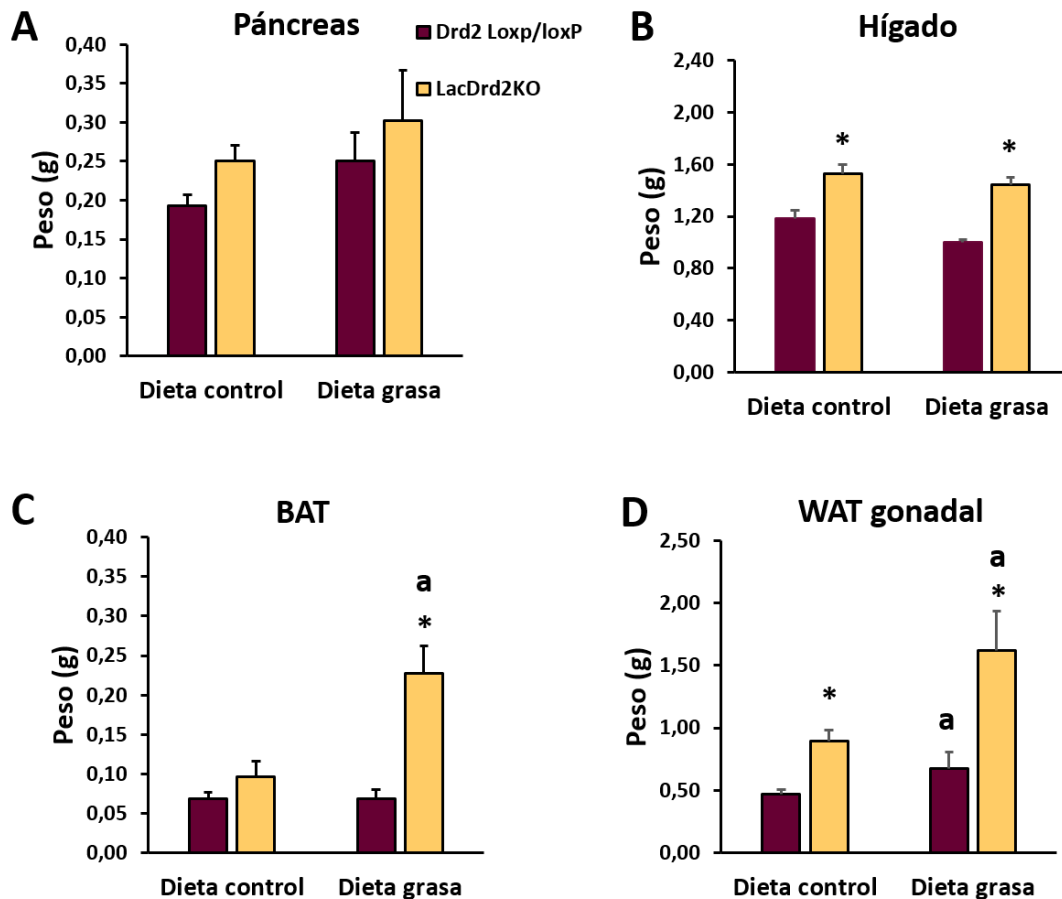 A
Páncreas
Drd2 Loxp/loxP
LacDrd2KO
Peso (g)
0,40
0,35
0,30
0,25
0,20
0,15
0,10
0,05
0,00
Dieta control
Dieta grasa
B
Hígado
Peso (g)
2,40
2,00
1,60
1,20
0,80
0,40
0,00
*
*
Dieta control
Dieta grasa
C
BAT
Peso (g)
0,40
0,35
0,30
0,25
0,20
0,15
0,10
0,05
0,00
a
*
Dieta control
Dieta grasa
D
WAT gonadal
Peso (g)
2,50
2,00
1,50
1,00
0,50
0,00
*
a
a
*
Dieta control
Dieta grasa